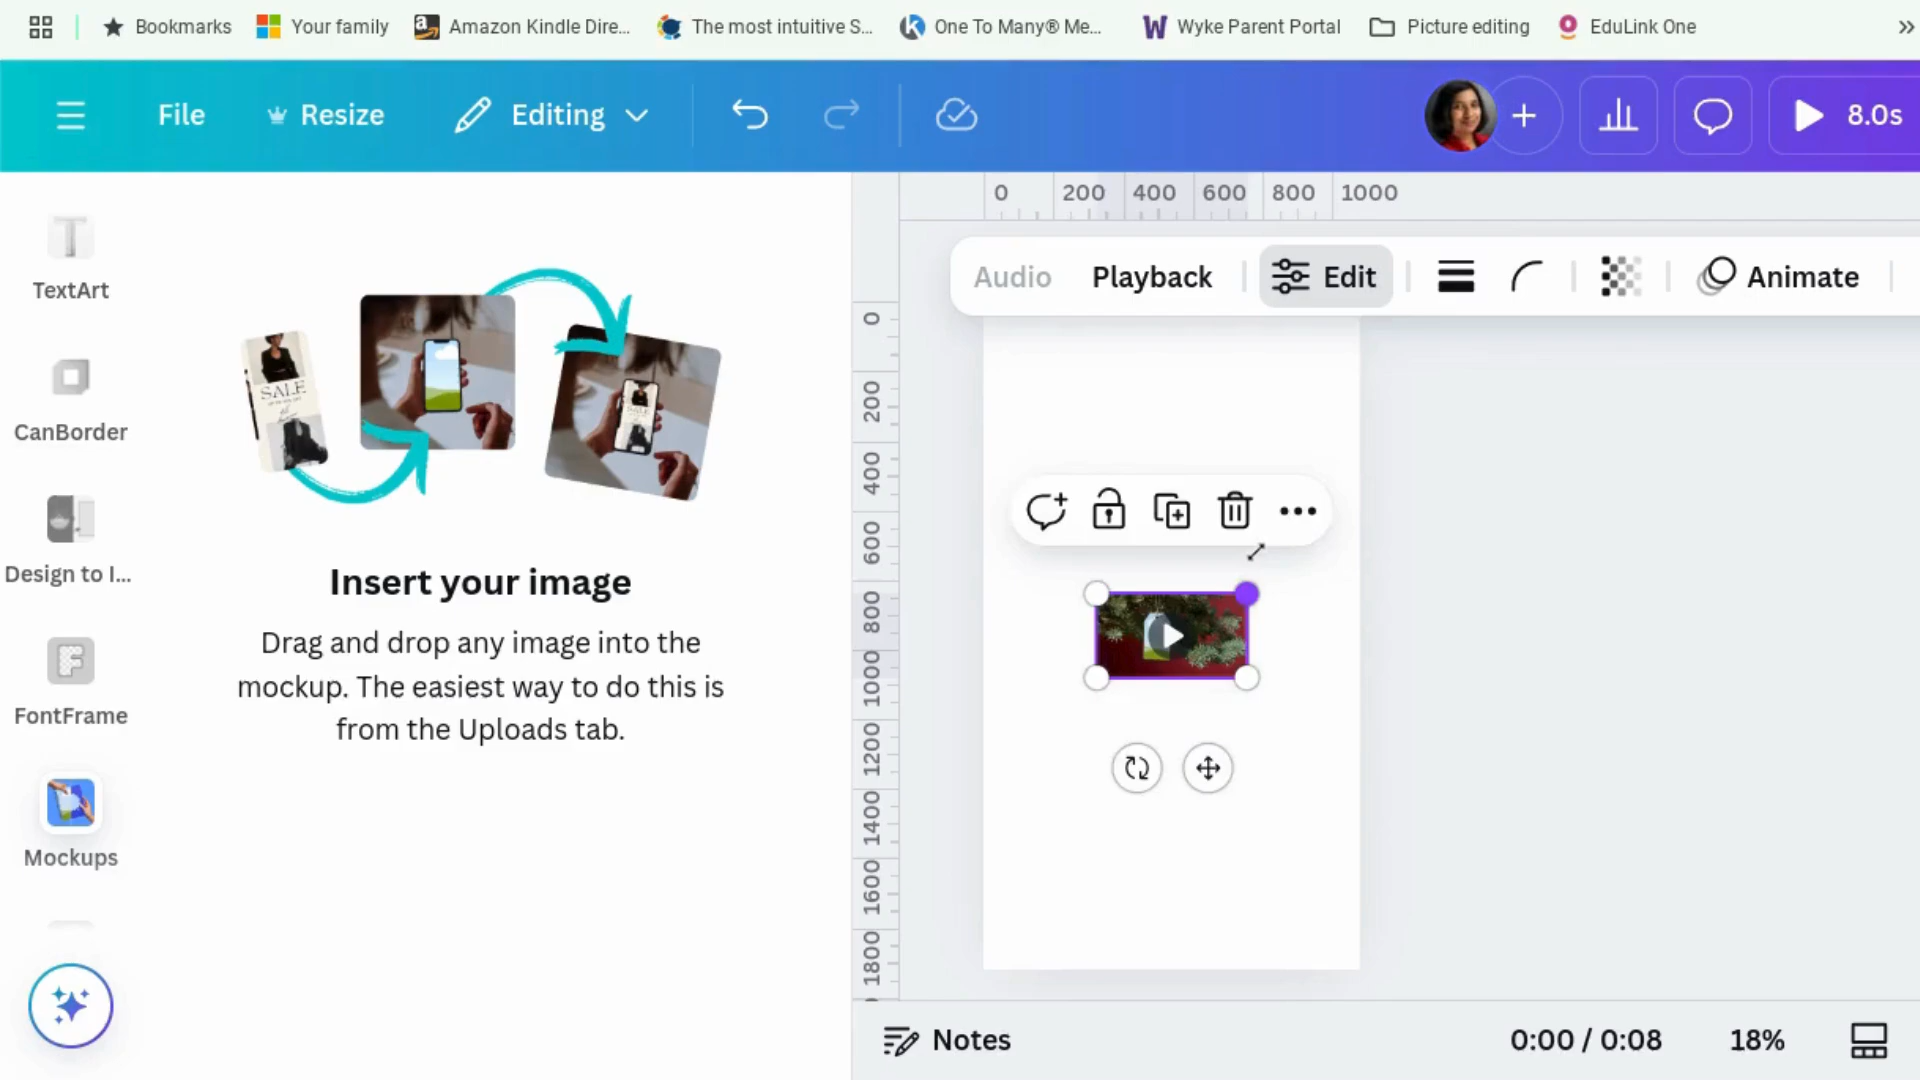 Bookmarks
Your family
Amazon Kindle Dire...
The most intuitive S...
One To Many® Me...
Wyke Parent Portal
Picture editing
EduLink One
File
Resize
Editing
8.0s
0 200 400 600 800 1000
Audio
Playback
Edit
Animate
TextArt
CanBorder
Design to I...
FontFrame
Mockups
SALE
Insert your image
Drag and drop any image into the
mockup. The easiest way to do this is
from the Uploads tab.
0
200
400
600
800
1000
1200
1400
1600
1800
Notes
0:00 / 0:08
18%